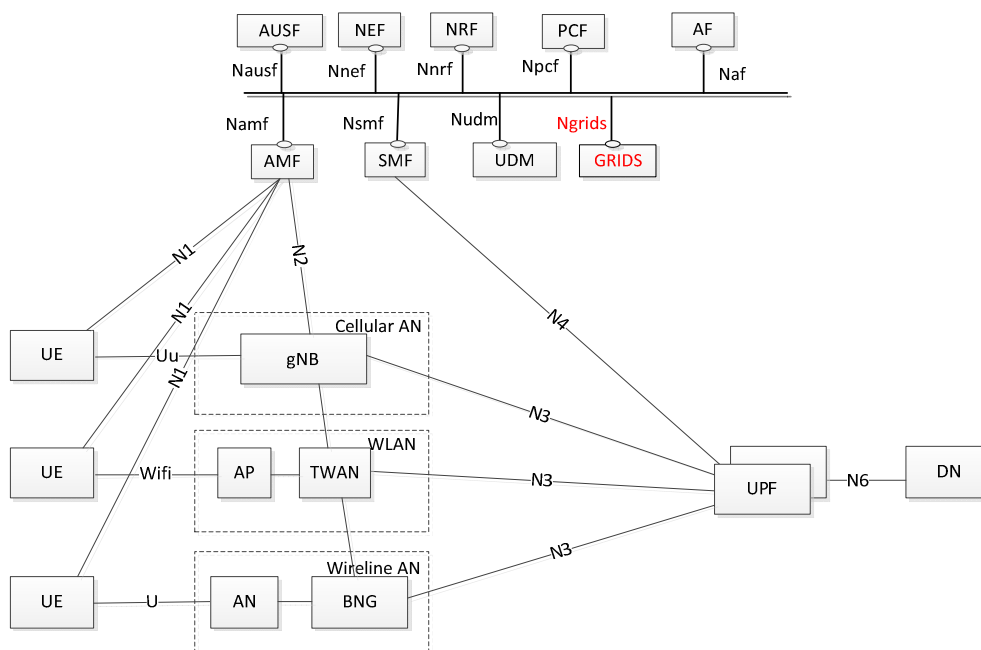 AUSF
NEF
NRF
PCF
AF
Nausf
Nnef
Nnrf
Npcf
Naf
Namf
Nsmf
Nudm
Ngrids
AMF
SMF
UDM
GRIDS
N1
N2
N1
N4
Cellular AN
UE
Uu
gNB
N1
N3
WLAN
UE
Wifi
AP
TWAN
N3
UPF
N6
DN
N3
Wireline AN
UE
U
AN
BNG